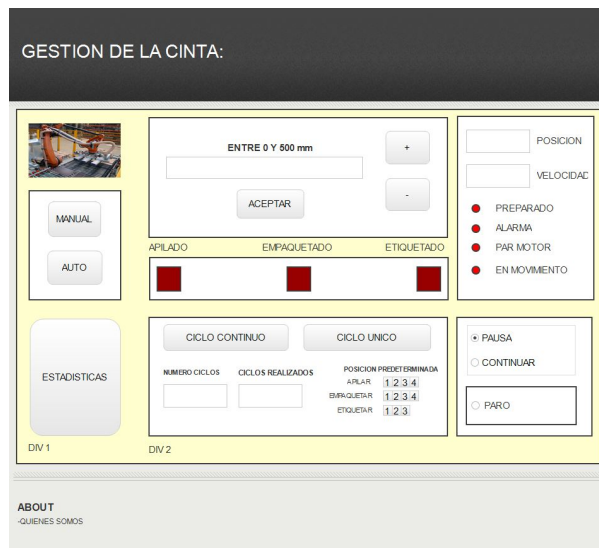 GESTION DE LA CINTA:
ENTRE 0 Y 500 mm
+
ACEPTAR
-
MANUAL
AUTO
APILADO EMPAQUETADO ETIQUETADO
POSICION
VELOCIDAD
PREPARADO
ALARMA
PAR MOTOR
EN MOVIMIENTO
ESTADISTICAS
DIV 1
CICLO CONTINUO CICLO UNICO
NUMERO CICLOS CICLOS REALIZADOS POSICION PREDETERMINADA
APILAR 1 2 3 4
EMPAQUETAR 1 2 3 4
ETIQUETAR 1 2 3
DIV 2
PAUSA
CONTINUAR
PARO
ABOUT
-QUIENES SOMOS